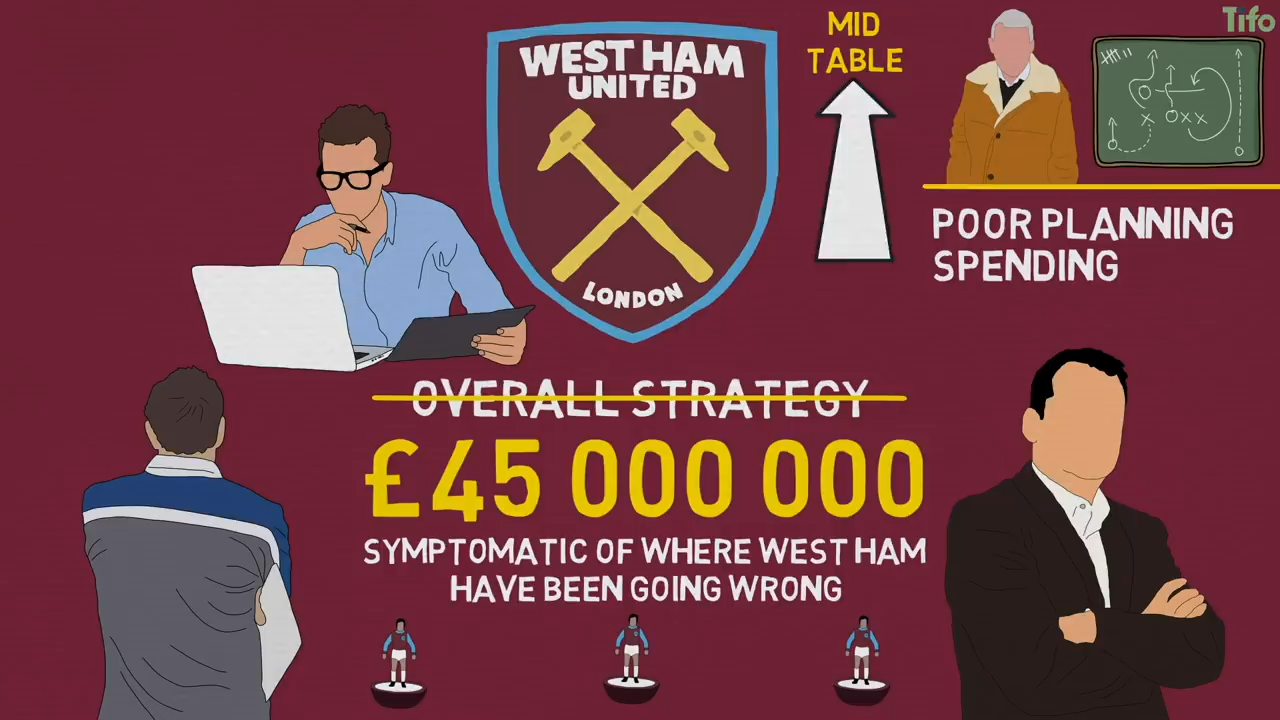 Tifo
MID
TABLE
WEST HAM
UNITED
LONDON
POOR PLANNING
SPENDING
OVERALL STRATEGY
£45 000 000
SYMPTOMATIC OF WHERE WEST HAM
HAVE BEEN GOING WRONG